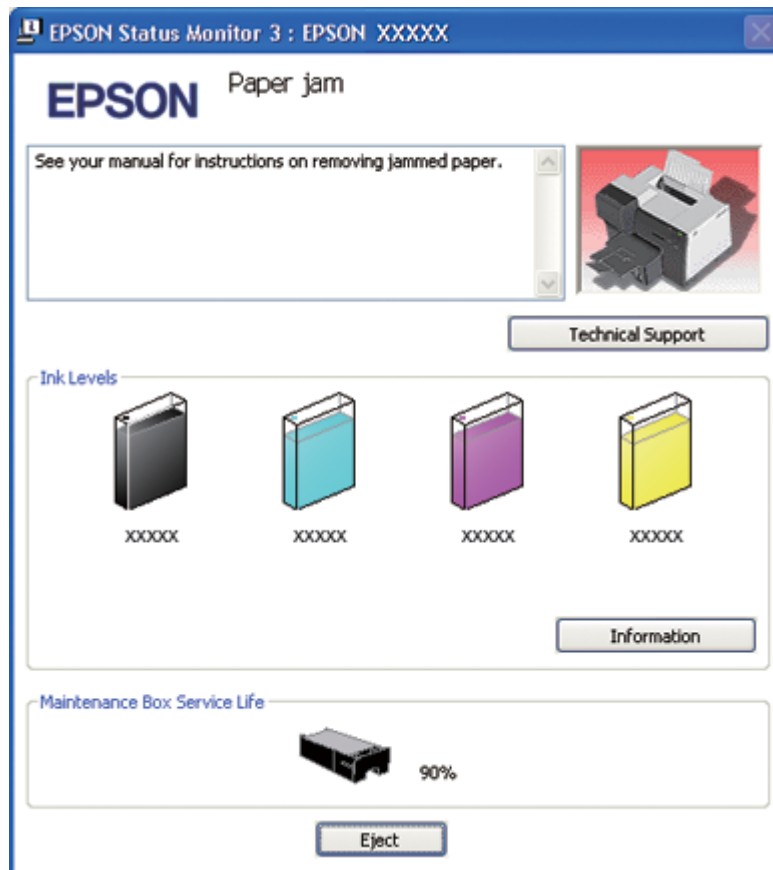 EPSON Status Monitor 3 : EPSON XXXXX
EPSON
Paper jam
See your manual for instructions on removing jammed paper.
Technical Support
Ink Levels
XXXXX XXXXX XXXXX XXXXX
Information
Maintenance Box Service Life
90%
Eject